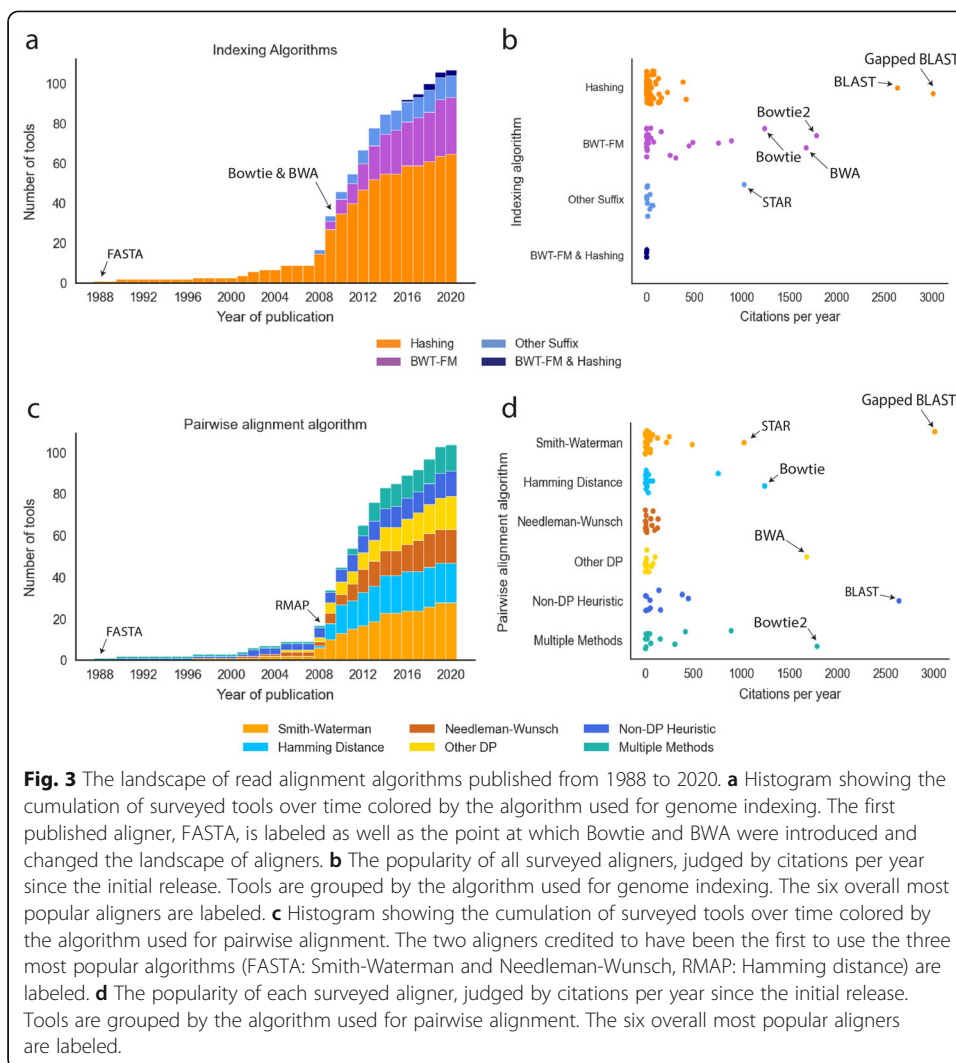 a
Indexing Algorithms
Number of tools
100
80
60
40
20
0
FASTA
Bowtie & BWA
1988 1992 1996 2000 2004 2008 2012 2016 2020
Year of publication
b
Gapped BLAST
BLAST
Bowtie2
Bowtie
BWA
STAR
Indexing algorithm
Hashing
BWT-FM
Other Suffix
BWT-FM & Hashing
0 500 1000 1500 2000 2500 3000
Citations per year
Hashing Other Suffix
BWT-FM BWT-FM & Hashing
c
Pairwise alignment algorithm
Number of tools
100
80
60
40
20
0
FASTA
RMAP
1988 1992 1996 2000 2004 2008 2012 2016 2020
Year of publication
d
Gapped BLAST
STAR
Bowtie
BWA
BLAST
Bowtie2
Pairwise alignment algorithm
Smith-Waterman
Hamming Distance
Needleman-Wunsch
Other DP
Non-DP Heuristic
Multiple Methods
0 500 1000 1500 2000 2500 3000
Citations per year
Smith-Waterman Needleman-Wunsch Non-DP Heuristic
Hamming Distance Other DP Multiple Methods
Fig. 3 The landscape of read alignment algorithms published from 1988 to 2020. a Histogram showing the
cumulation of surveyed tools over time colored by the algorithm used for genome indexing. The first
published aligner, FASTA, is labeled as well as the point at which Bowtie and BWA were introduced and
changed the landscape of aligners. b The popularity of all surveyed aligners, judged by citations per year
since the initial release. Tools are grouped by the algorithm used for genome indexing. The six overall most
popular aligners are labeled. c Histogram showing the cumulation of surveyed tools over time colored by
the algorithm used for pairwise alignment. The two aligners credited to have been the first to use the three
most popular algorithms (FASTA: Smith-Waterman and Needleman-Wunsch, RMAP: Hamming distance) are
labeled. d The popularity of each surveyed aligner, judged by citations per year since the initial release.
Tools are grouped by the algorithm used for pairwise alignment. The six overall most popular aligners
are labeled.